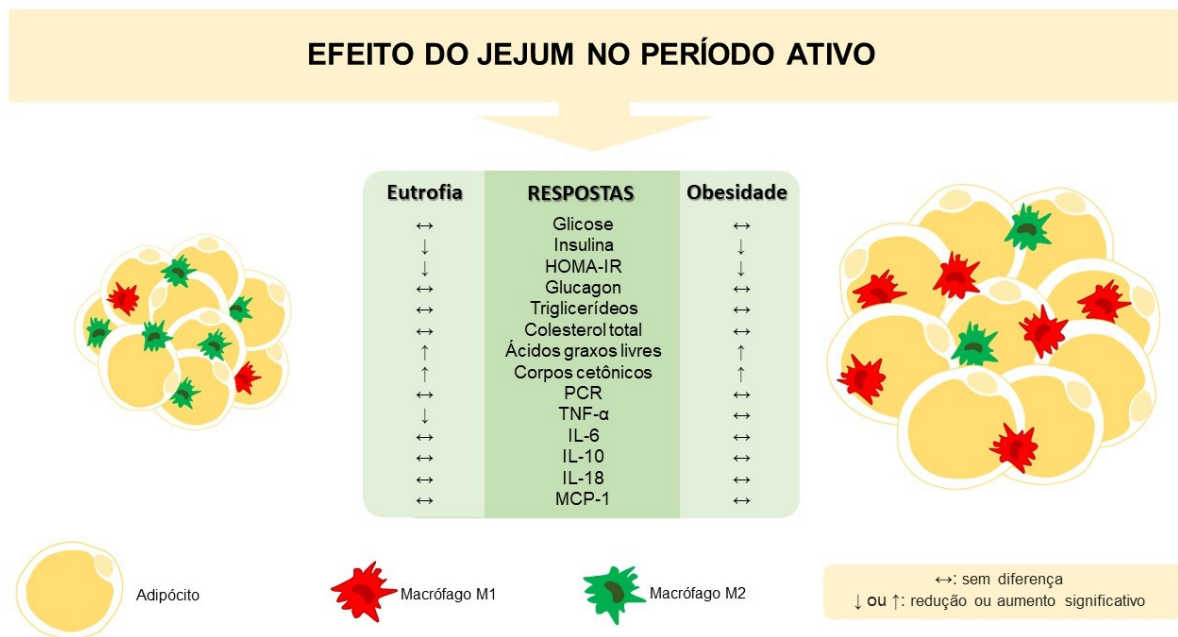 EFEITO DO JEJUM NO PERÍODO ATIVO
Eutrofia RESPOSTAS Obesidade
↔ Glicose ↔
↓ Insulina ↓
↓ HOMA-IR ↓
↔ Glucagon ↔
↔ Triglicerídeos ↔
↔ Colesterol total ↔
↑ Ácidos graxos livres ↑
↑ Corpos cetônicos ↑
↔ PCR ↔
↓ TNF-α ↔
↔ IL-6 ↔
↔ IL-10 ↔
↔ IL-18 ↔
↔ MCP-1 ↔
Adipócito
Macrófago M1
Macrófago M2
↔: sem diferença
↓ ou ↑: redução ou aumento significativo